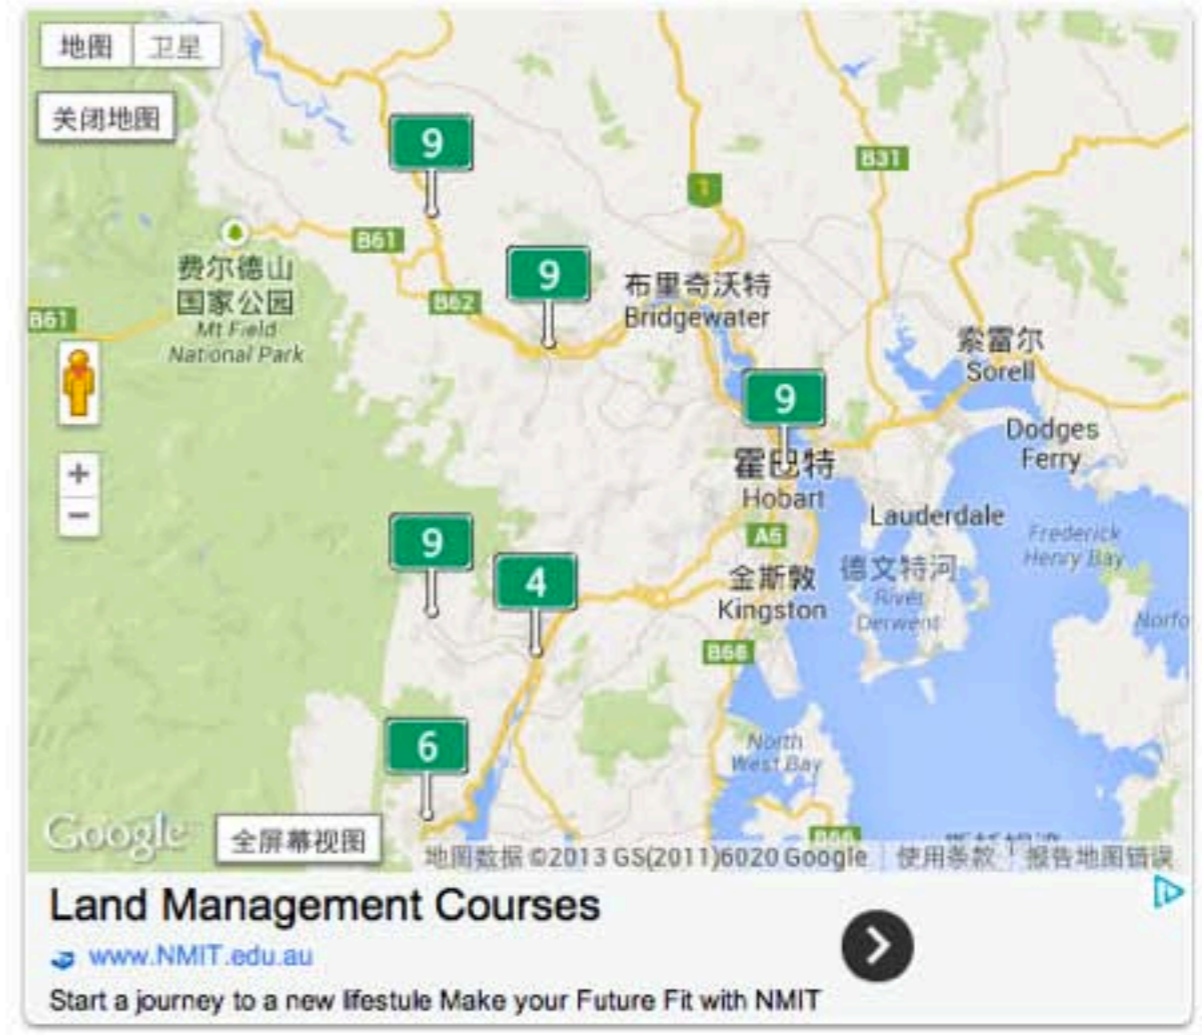 地图 卫星
关闭地图
9
B31
1
B61
费尔德山
国家公园
Mt Field
National Park
9
布里奇沃特
Bridgewater
B62
B61
索雷尔
Sorell
9
Dodges
Ferry
霍巴特
Hobart
Lauderdale
Frederick
Henry Bay
A6
9
4
金斯敦
Kingston
德文特河
River
Derwent
Norfo
B68
6
North
West Bay
B66
Google
全屏幕视图
地图数据 ©2013 GS(2011)6020 Google 使用条款 报告地图错误
Land Management Courses
www.NMIT.edu.au
Start a journey to a new lifestule Make your Future Fit with NMIT